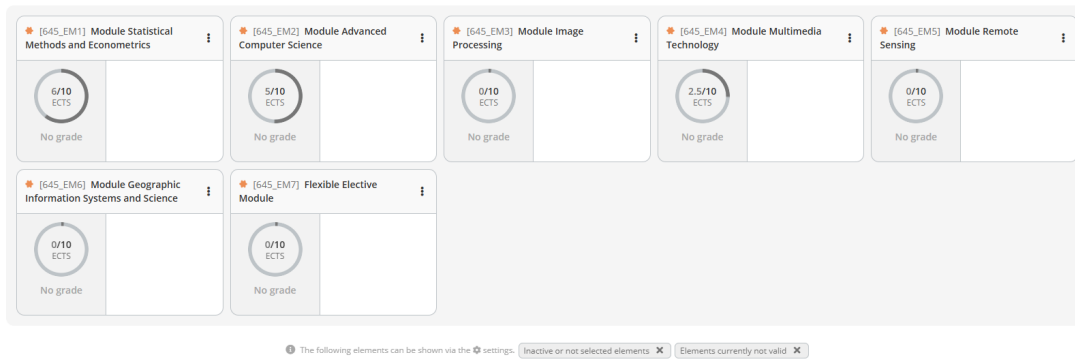 [645_EM1] Module Statistical
Methods and Econometrics
6/10
ECTS
No grade
[645_EM2] Module Advanced
Computer Science
5/10
ECTS
No grade
[645_EM3] Module Image
Processing
0/10
ECTS
No grade
[645_EM4] Module Multimedia
Technology
2.5/10
ECTS
No grade
[645_EM5] Module Remote
Sensing
0/10
ECTS
No grade
[645_EM6] Module Geographic
Information Systems and Science
0/10
ECTS
No grade
[645_EM7] Flexible Elective
Module
0/10
ECTS
No grade
The following elements can be shown via the settings. Inactive or not selected elements X Elements currently not valid X